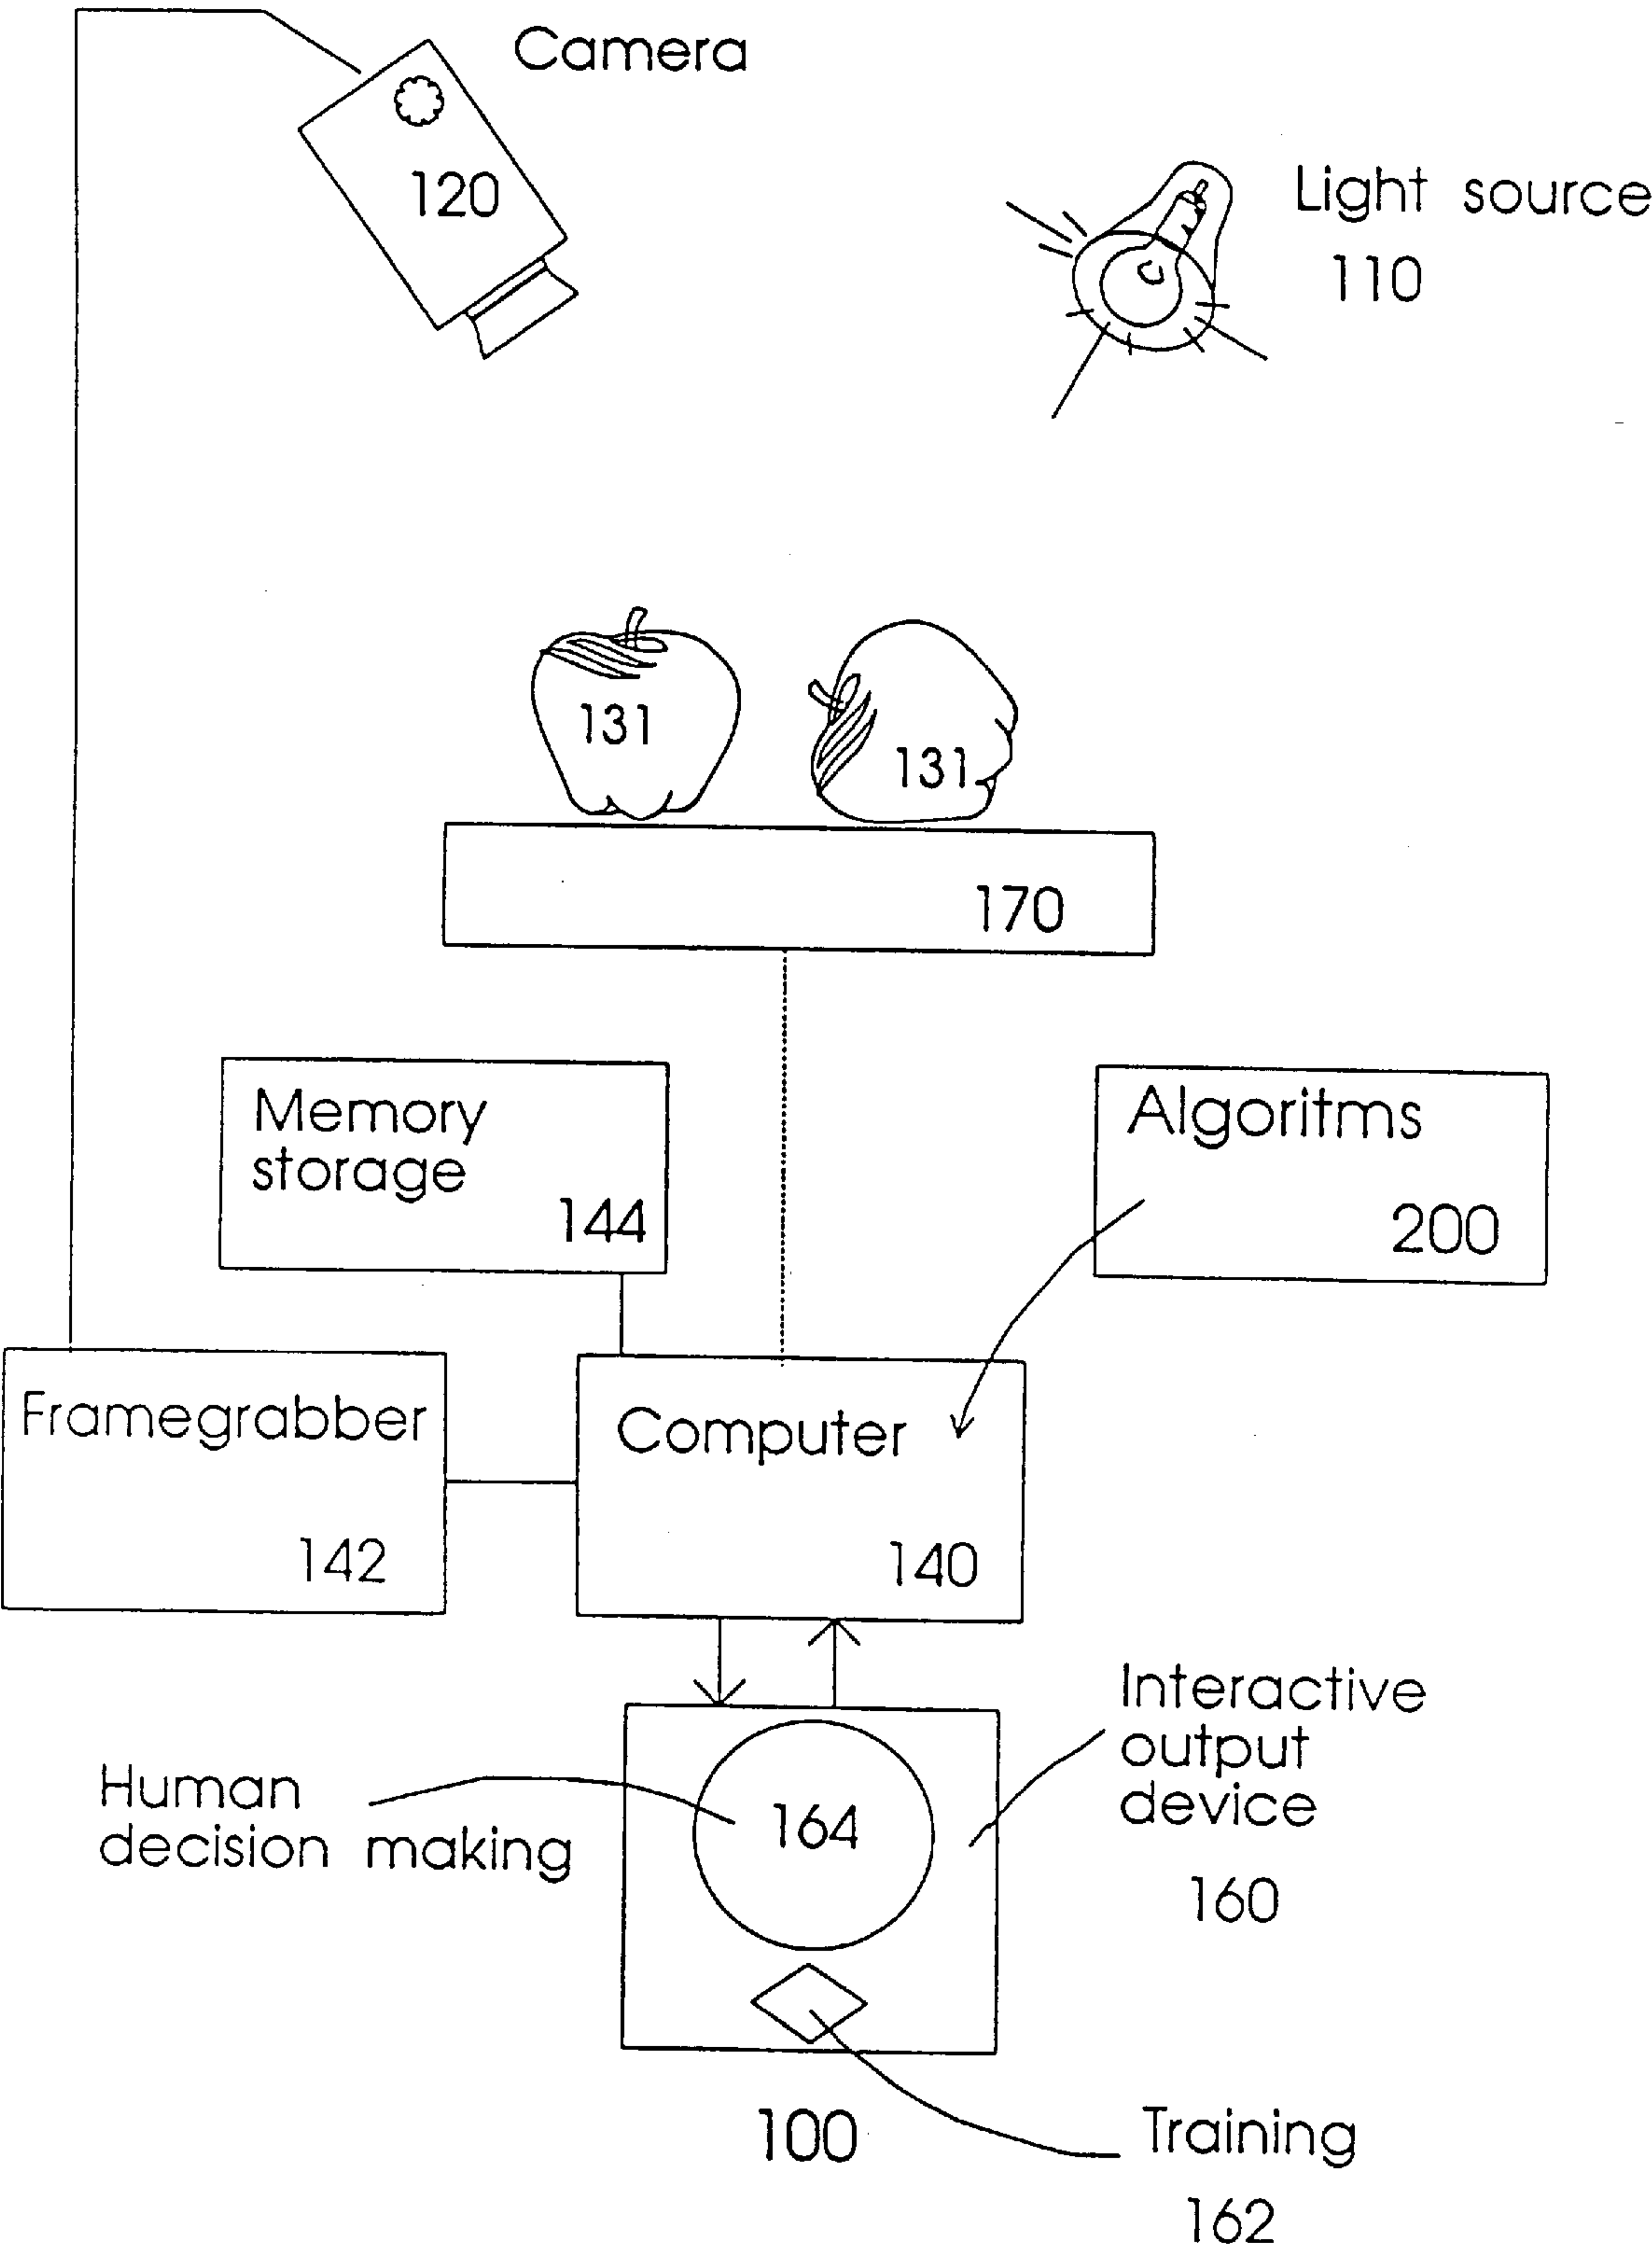 Camera
120
Light source
110
131
131
170
Memory
storage
144
Algoritms
200
Framegrabber
142
Computer
140
Interactive
output
device
160
Human
decision making
164
100
Training
162